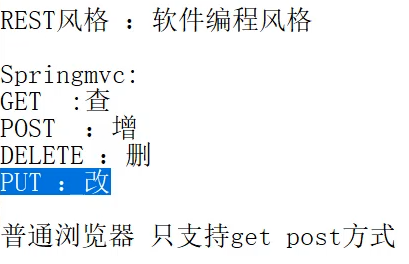 REST风格 ：软件编程风格
Springmvc:
GET  :查
POST  ：增
DELETE ：删
PUT ：改
普通浏览器 只支持get post方式